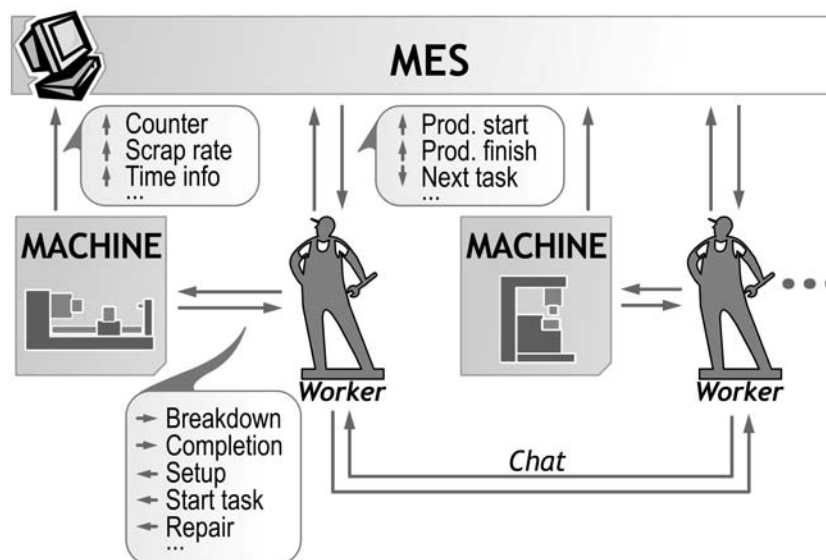 MES
Counter
Scrap rate
Time info
...
Prod. start
Prod. finish
Next task
...
MACHINE
MACHINE
Worker
Worker
Breakdown
Completion
Setup
Start task
Repair
...
Chat